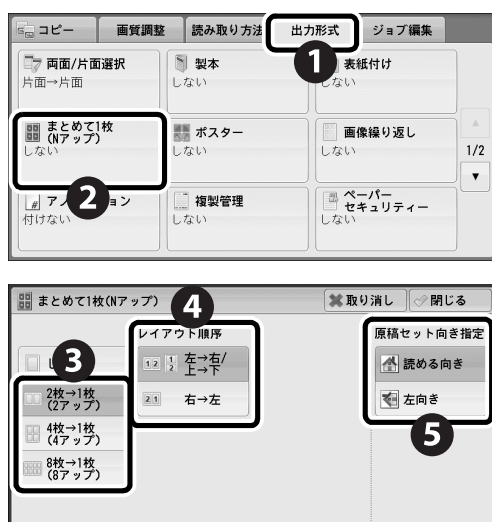 コピー
画質調整
読み取り方法
出力形式
ジョブ編集
1
両面/片面選択
片面→片面
製本
しない
表紙付け
しない
まとめて1枚
(Nアップ)
しない
ポスター
しない
画像繰り返し
しない
1/2
2
付けない
複製管理
しない
ペーパー
セキュリティー
しない
まとめて1枚(Nアップ)
取り消し
閉じる
4
レイアウト順序
原稿セット向き指定
3
1 2
1
2
左→右/
上→下
読める向き
2枚→1枚
(2アップ)
2 1
右→左
左向き
4枚→1枚
(4アップ)
5
8枚→1枚
(8アップ)